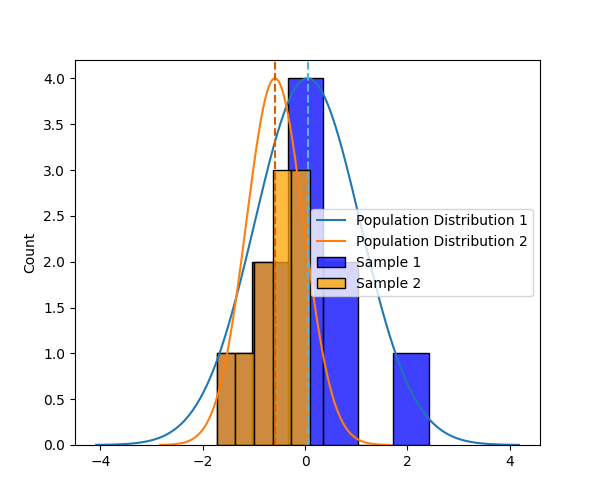 4.0
3.5
3.0
2.5
2.0
1.5
1.0
0.5
0.0
Count
Population Distribution 1
Population Distribution 2
Sample 1
Sample 2
−4
−2
0
2
4